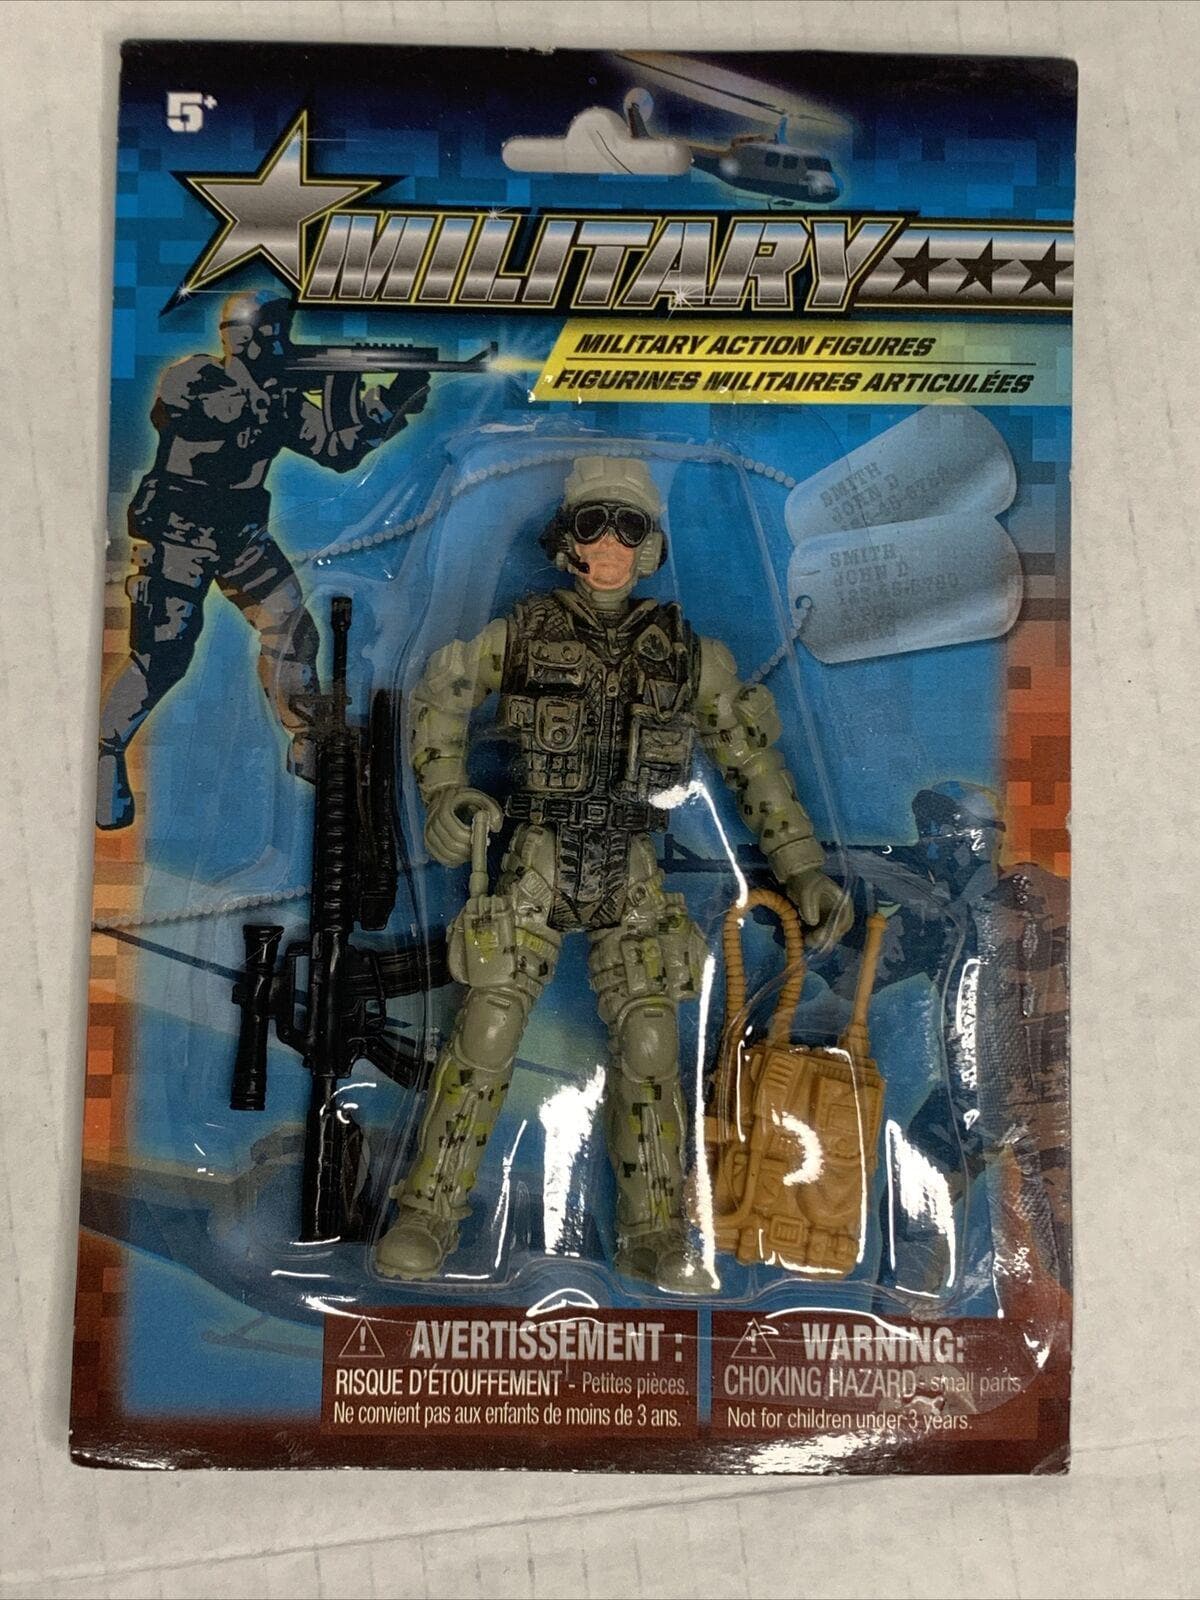 5+
MILITARY
MILITARY ACTION FIGURES
FIGURINES MILITAIRES ARTICULÉES
SMITH
JOHN D
SMITH
JOHN D
AVERTISSEMENT :
RISQUE D'ÉTOUFFEMENT - Petites pièces.
Ne convient pas aux enfants de moins de 3 ans.
WARNING:
CHOKING HAZARD - small parts.
Not for children under 3 years.